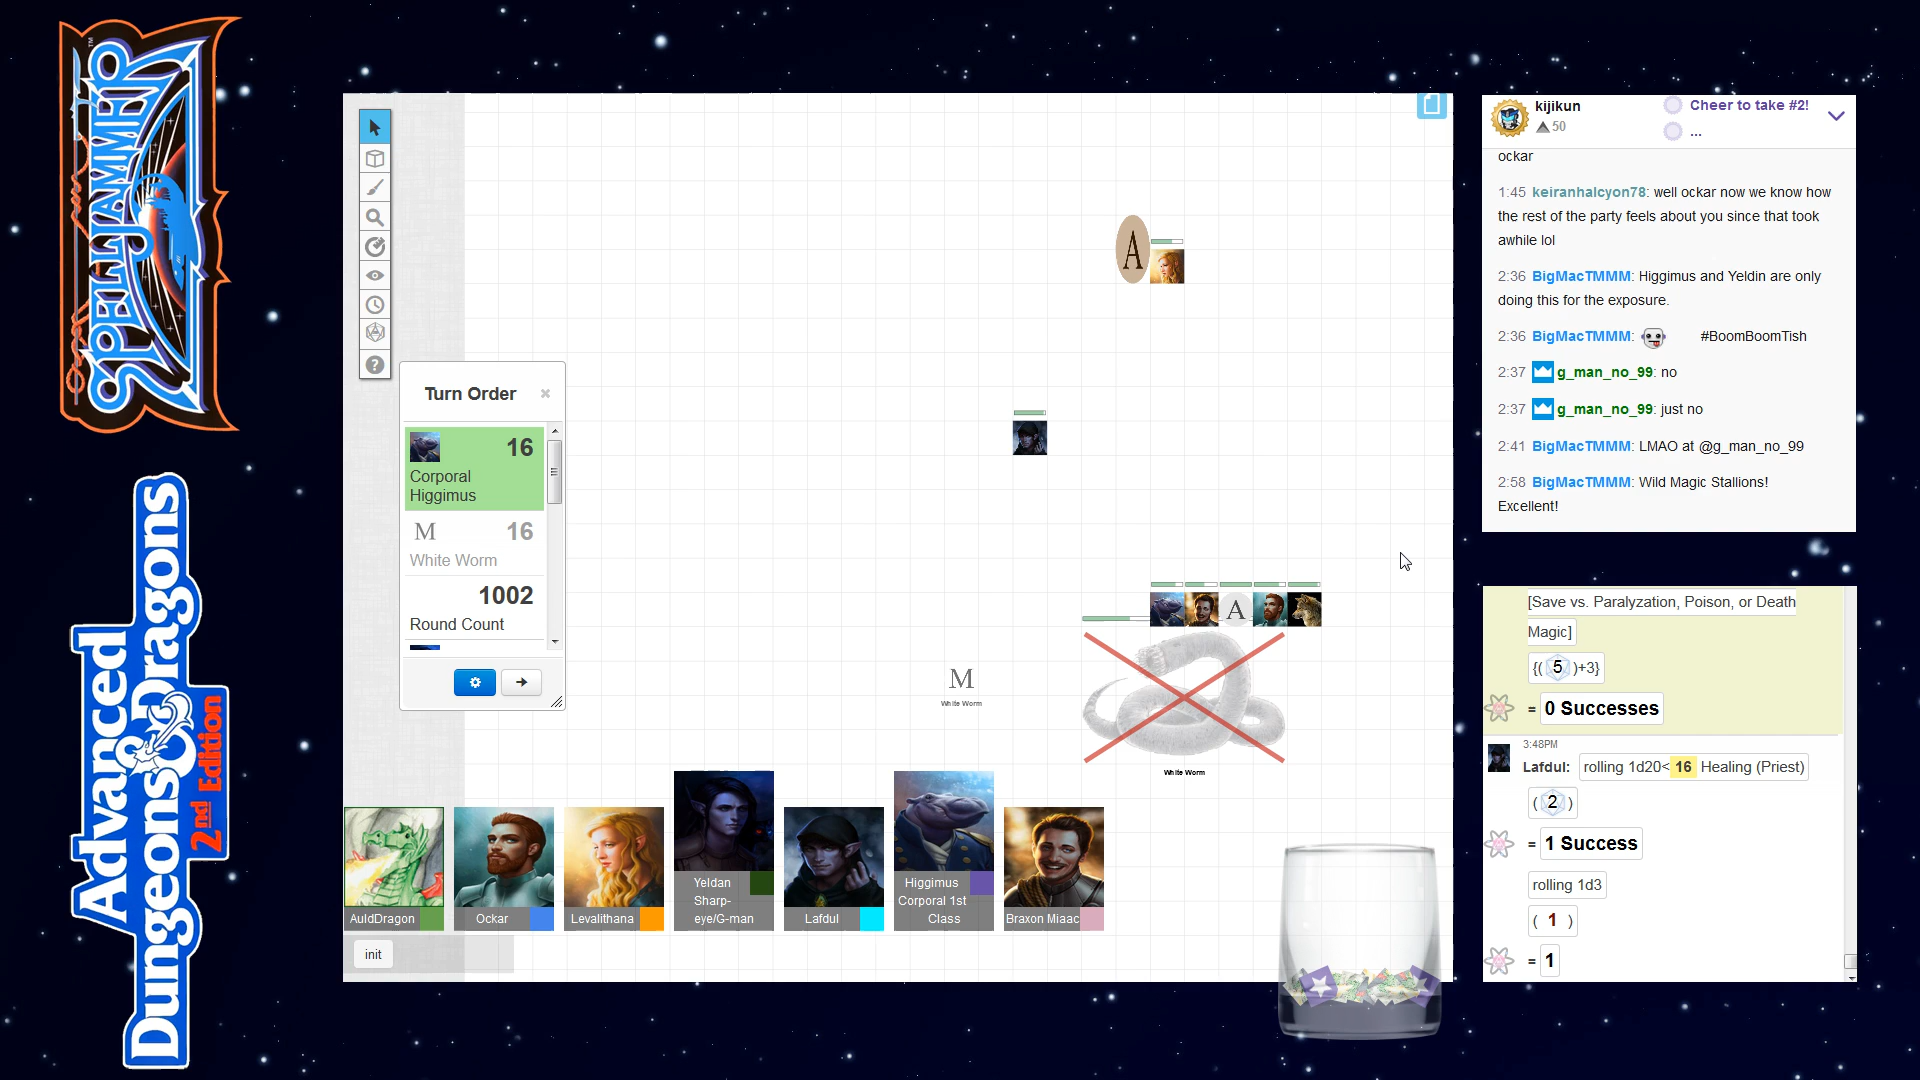 SPELLJAMMER
TM
Advanced
Dungeons & Dragons
2nd Edition
Turn Order
×
16
Corporal
Higgimus
M
16
White Worm
1002
Round Count
A
A
M
White Worm
White Worm
AuldDragon
Ockar
Levalithana
Yeldan
Sharp-
eye/G-man
Lafdul
Higgimus
Corporal 1st
Class
Braxon Miaac
init
kijikun
50
Cheer to take #2!
...
ockar
1:45 keiranhalcyon78: well ockar now we know how
the rest of the party feels about you since that took
awhile lol
2:36 BigMacTMMM: Higgimus and Yeldin are only
doing this for the exposure.
2:36 BigMacTMMM: #BoomBoomTish
2:37 g_man_no_99: no
2:37 g_man_no_99: just no
2:41 BigMacTMMM: LMAO at @g_man_no_99
2:58 BigMacTMMM: Wild Magic Stallions!
Excellent!
[Save vs. Paralyzation, Poison, or Death
Magic]
{(5)+3}
= 0 Successes
3:48PM
Lafdul: rolling 1d20<16 Healing (Priest)
(2)
= 1 Success
rolling 1d3
(1)
= 1